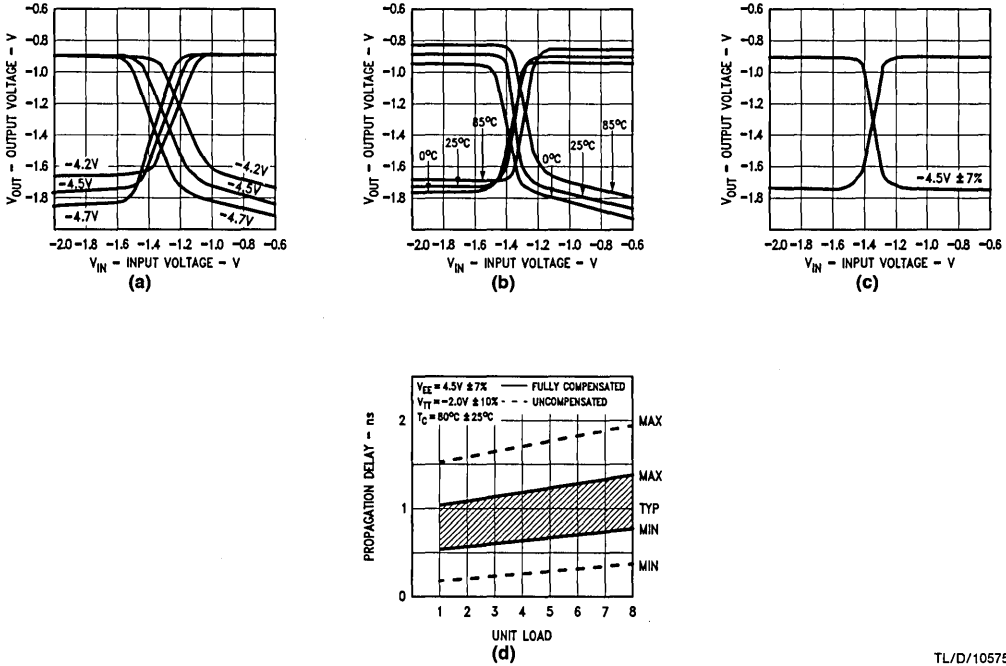 −0.6
−0.8
−1.0
−1.2
−1.4
−1.6
−1.8
VOUT – OUTPUT VOLTAGE – V
−4.2V
−4.5V
−4.7V
−4.2V
−4.5V
−4.7V
−2.0 −1.8 −1.6 −1.4 −1.2 −1.0 −0.8 −0.6
VIN – INPUT VOLTAGE – V
(a)
−0.6
−0.8
−1.0
−1.2
−1.4
−1.6
−1.8
VOUT – OUTPUT VOLTAGE – V
0°C
25°C
85°C
0°C
25°C
85°C
−2.0 −1.8 −1.6 −1.4 −1.2 −1.0 −0.8 −0.6
VIN – INPUT VOLTAGE – V
(b)
−0.6
−0.8
−1.0
−1.2
−1.4
−1.6
−1.8
VOUT – OUTPUT VOLTAGE – V
−4.5V ±7%
−2.0 −1.8 −1.6 −1.4 −1.2 −1.0 −0.8 −0.6
VIN – INPUT VOLTAGE – V
(c)
VEE = 4.5V ±7% — FULLY COMPENSATED
VTT = −2.0V ±10% - - - UNCOMPENSATED
TC = 80°C ±25°C
2
1
0
PROPAGATION DELAY – ns
MAX
MAX
TYP
MIN
MIN
1 2 3 4 5 6 7 8
UNIT LOAD
(d)
TL/D/10575